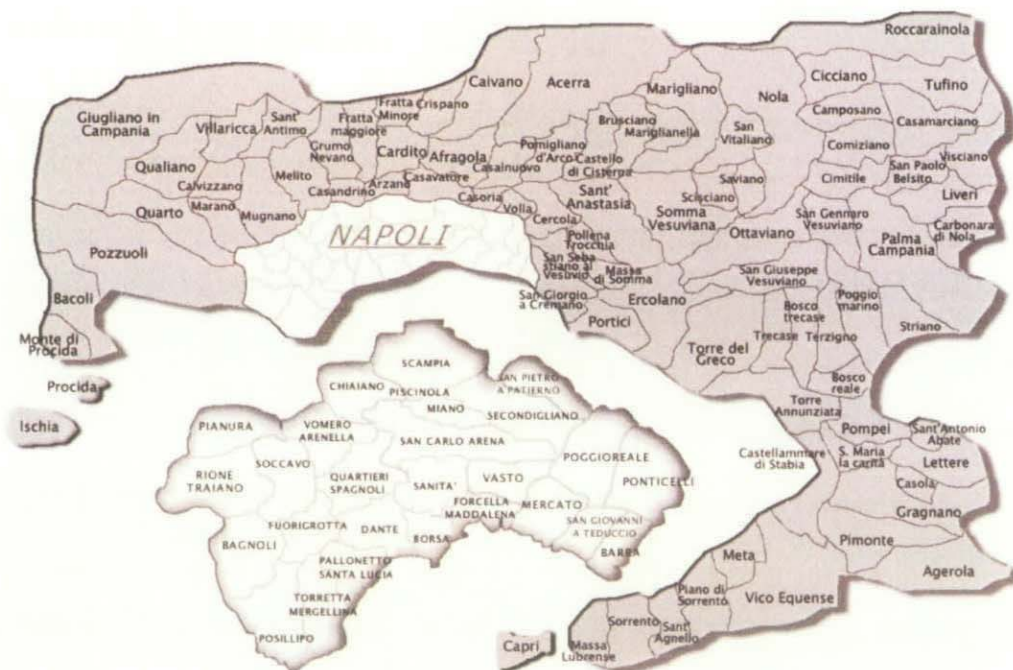 Roccarainola
Caivano
Acerra
Marigliano
Nola
Cicciano
Tufino
Giugliano in
Campania
Villaricca
Sant'
Antimo
Fratta
maggiore
Fratta
Minore
Crispano
Brusciano
Mariglianella
Camposano
Casamarciano
Qualiano
Grumo
Nevano
Cardito
Afragola
Pomigliano
d'Arco
Castello
di Cisterna
San
Vitaliano
Comiziano
Visciano
Calvizzano
Melito
Casandrino
Arzano
Casavatore
Casalnuovo
Saviano
Cimitile
San Paolo
Belsito
Liveri
Quarto
Marano
Mugnano
Casoria
Volla
Sant'
Anastasia
Scisciano
Somma
Vesuviana
Ottaviano
San Gennaro
Vesuviano
Palma
Campania
Carbonara
di Nola
NAPOLI
Cercola
Pollena
Trocchia
Pozzuoli
San Seba
stiano al
Vesuvio
Massa
di Somma
San Giuseppe
Vesuviano
Bacoli
San Giorgio
a Cremano
Ercolano
Bosco
trecase
Poggio
marino
Portici
Trecase
Terzigno
Striano
Monte di
Procida
Torre del
Greco
Procida
Bosco
reale
Torre
Annunziata
Ischia
Pompei
Sant'Antonio
Abate
Castellammare
di Stabia
S. Maria
la carità
Lettere
Casola
Gragnano
Pimonte
Agerola
Meta
Vico Equense
Piano di
Sorrento
Sorrento
Sant'
Agnello
Massa
Lubrense
Capri
SCAMPIA
CHIAIANO
PISCINOLA
SAN PIETRO
A PATIERNO
MIANO
SECONDIGLIANO
PIANURA
VOMERO
ARENELLA
SAN CARLO ARENA
POGGIOREALE
SOCCAVO
RIONE
TRAIANO
QUARTIERI
SPAGNOLI
SANITA'
VASTO
PONTICELLI
FORCELLA
MADDALENA
MERCATO
FUORIGROTTA
DANTE
BORSA
SAN GIOVANNI
A TEDUCCIO
BAGNOLI
BARRA
PALLONETTO
SANTA LUCIA
TORRETTA
MERGELLINA
POSILLIPO